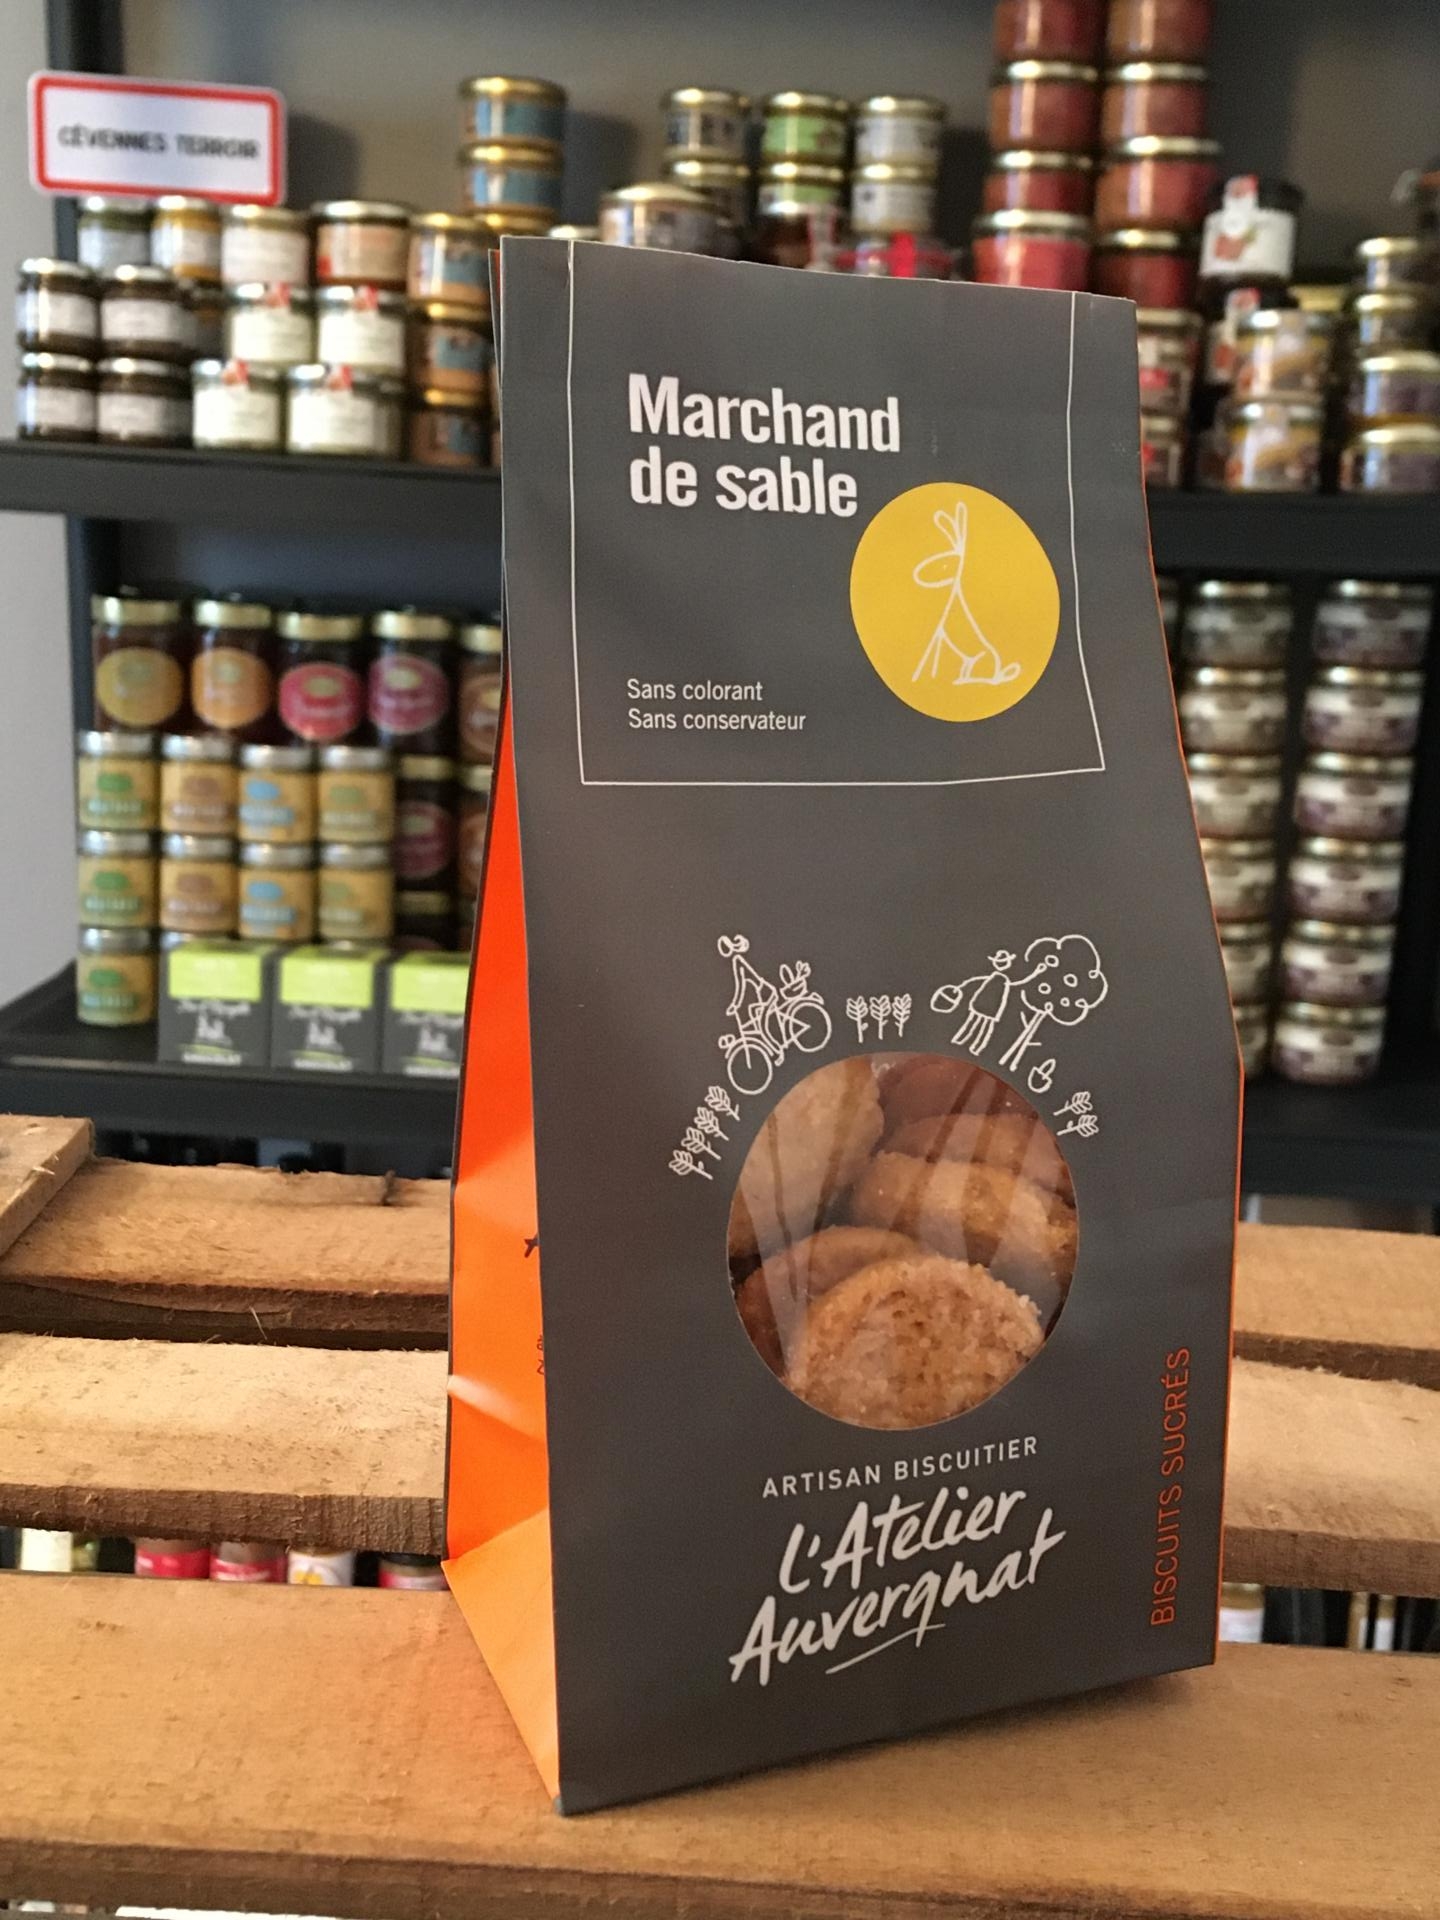 CÉVENNES TERROIR
Marchand
de sable
Sans colorant
Sans conservateur
ARTISAN BISCUITIER
L'Atelier
Auvergnat
BISCUITS SUCRÉS